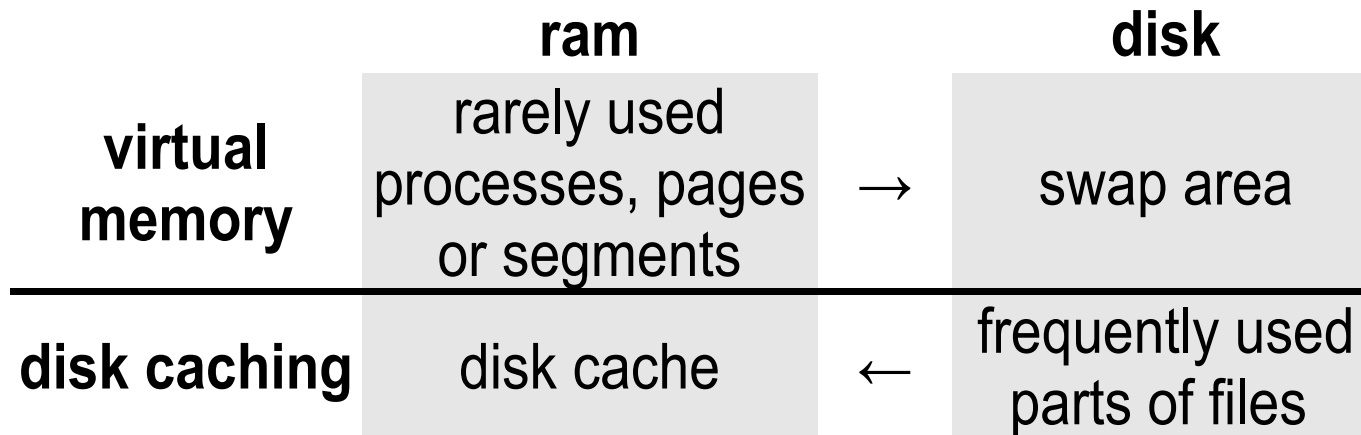 ram disk
virtual memory
rarely used
processes, pages
or segments
→
swap area
disk caching
disk cache
←
frequently used
parts of files